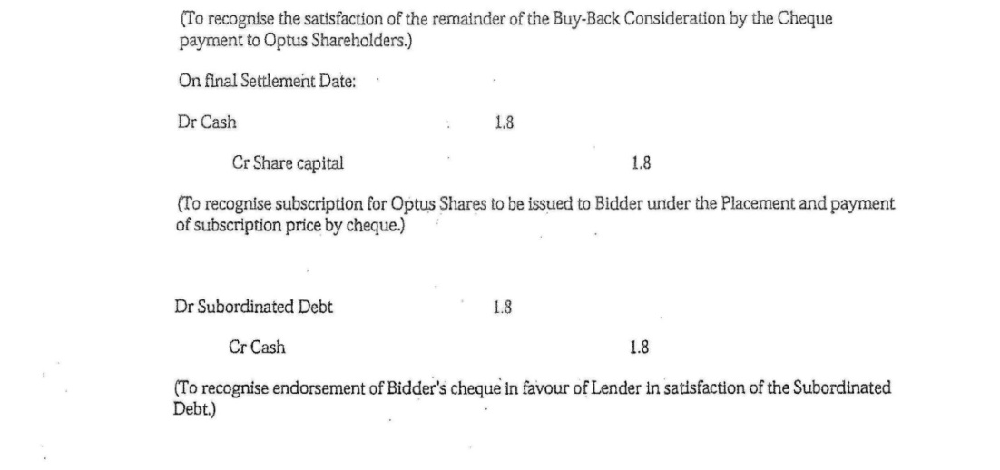 (To recognise the satisfaction of the remainder of the Buy-Back Consideration by the Cheque
payment to Optus Shareholders.)
On final Settlement Date:
Dr Cash 1.8
Cr Share capital 1.8
(To recognise subscription for Optus Shares to be issued to Bidder under the Placement and payment
of subscription price by cheque.)
Dr Subordinated Debt 1.8
Cr Cash 1.8
(To recognise endorsement of Bidder's cheque in favour of Lender in satisfaction of the Subordinated
Debt.)